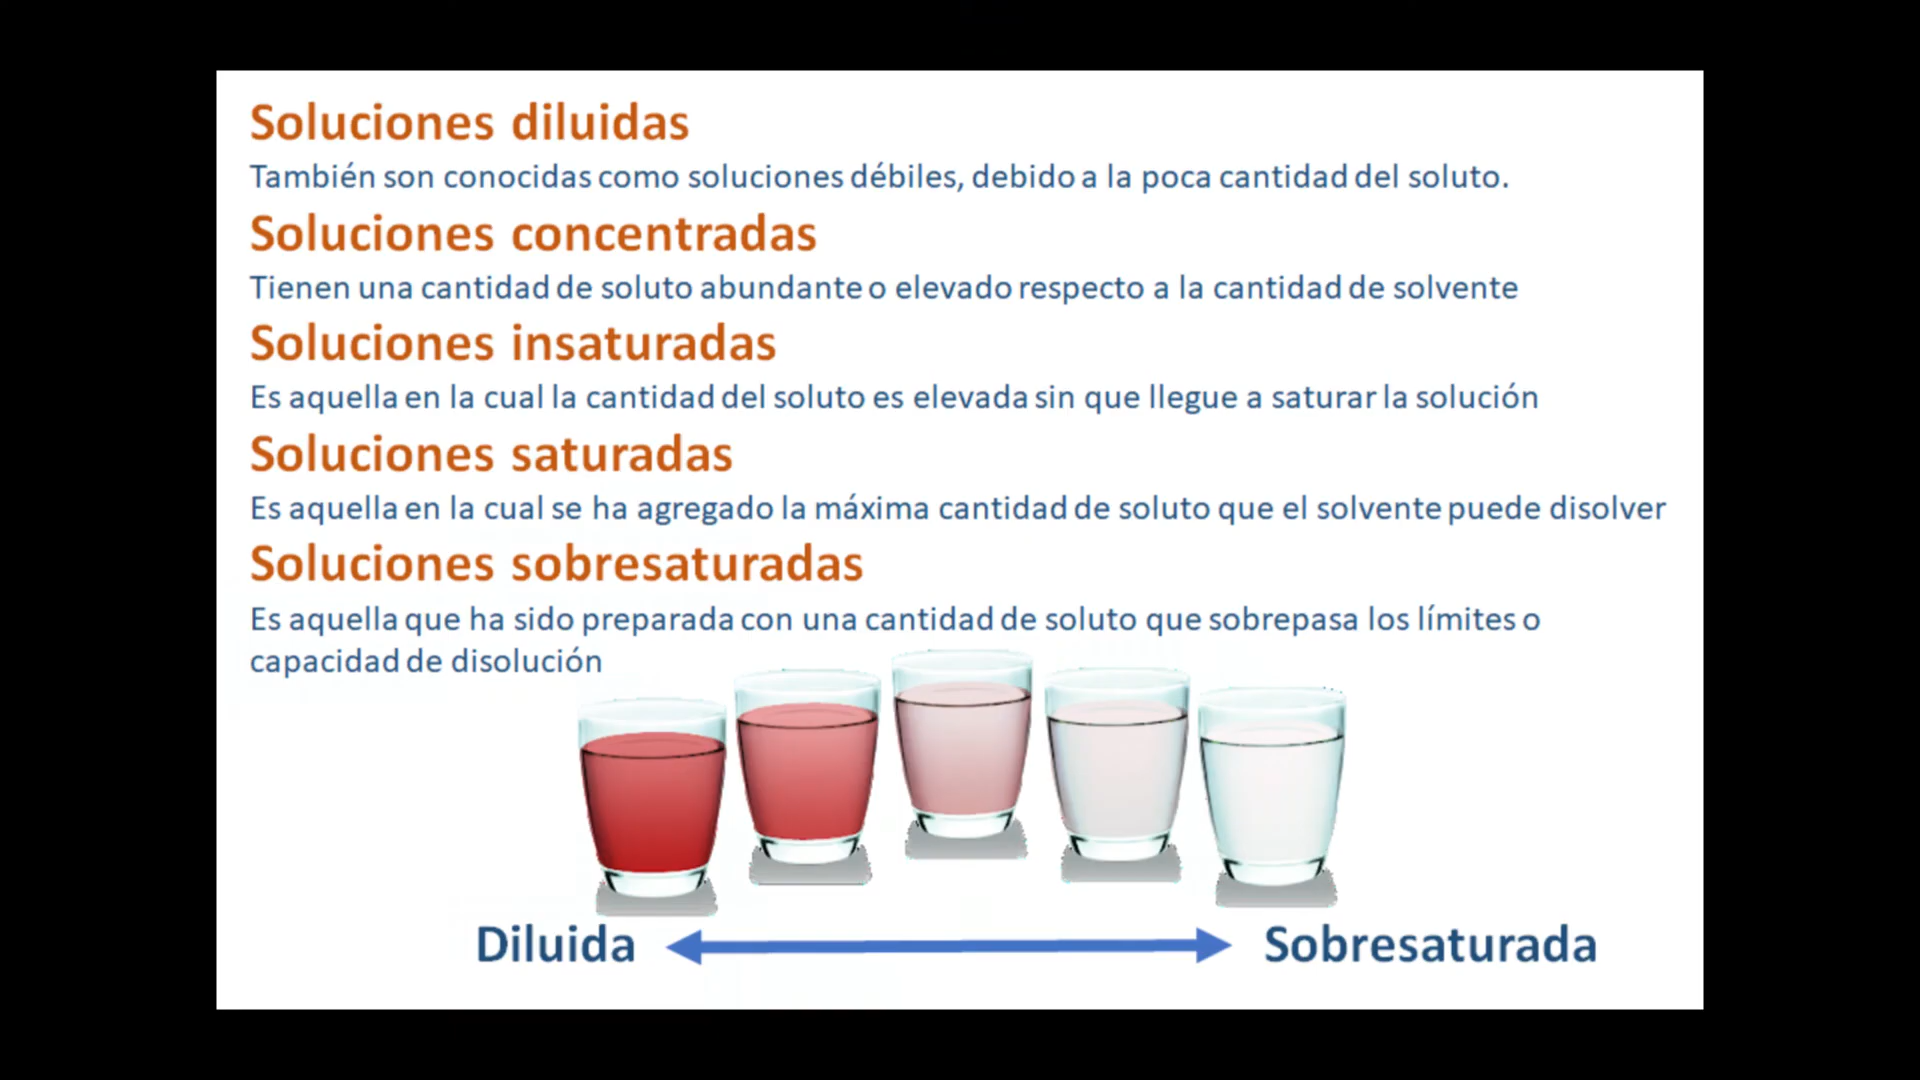 Soluciones diluidas
También son conocidas como soluciones débiles, debido a la poca cantidad del soluto.
Soluciones concentradas
Tienen una cantidad de soluto abundante o elevado respecto a la cantidad de solvente
Soluciones insaturadas
Es aquella en la cual la cantidad del soluto es elevada sin que llegue a saturar la solución
Soluciones saturadas
Es aquella en la cual se ha agregado la máxima cantidad de soluto que el solvente puede disolver
Soluciones sobresaturadas
Es aquella que ha sido preparada con una cantidad de soluto que sobrepasa los límites o
capacidad de disolución
Diluida
Sobresaturada